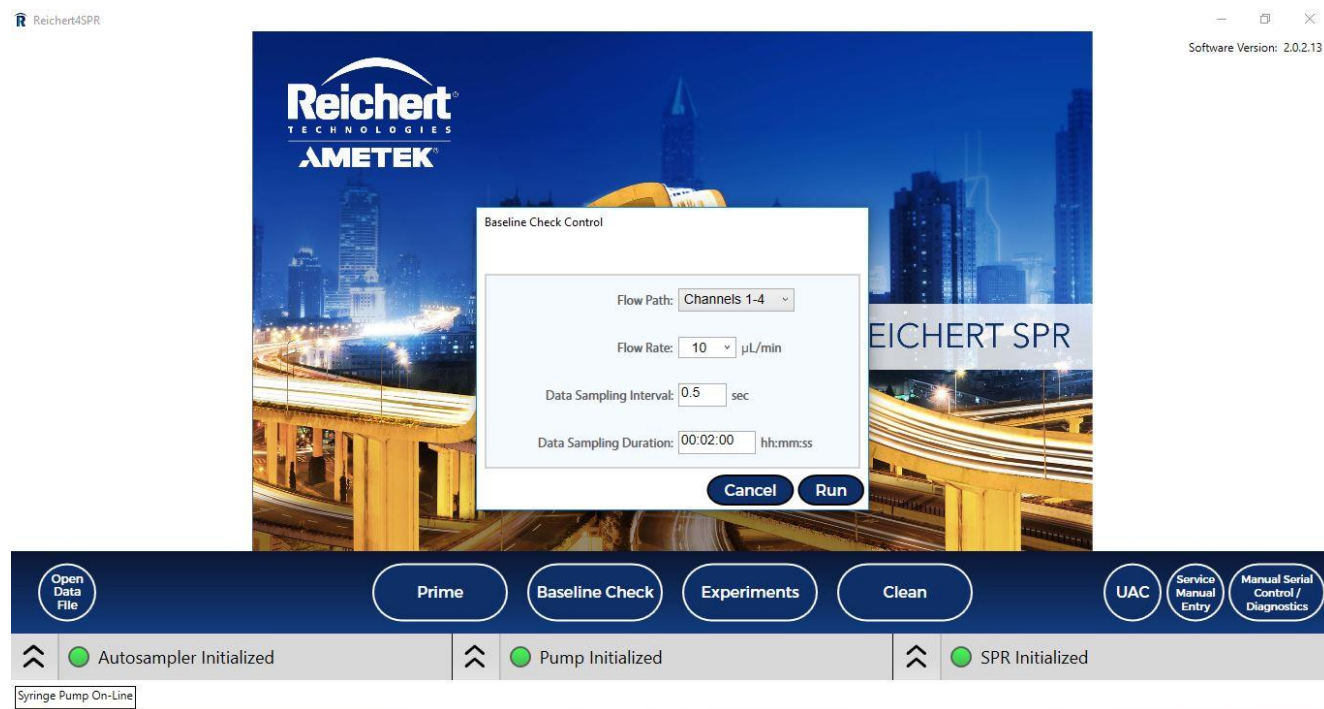 Reichert4SPR
Software Version: 2.0.2.13
Reichert®
TECHNOLOGIES
AMETEK®
EICHERT SPR
Baseline Check Control
Flow Path: Channels 1-4
Flow Rate: 10 µL/min
Data Sampling Interval: 0.5 sec
Data Sampling Duration: 00:02:00 hh:mm:ss
Cancel Run
Open
Data
File
Prime
Baseline Check
Experiments
Clean
UAC
Service
Manual
Entry
Manual Serial
Control /
Diagnostics
Autosampler Initialized
Pump Initialized
SPR Initialized
Syringe Pump On-Line